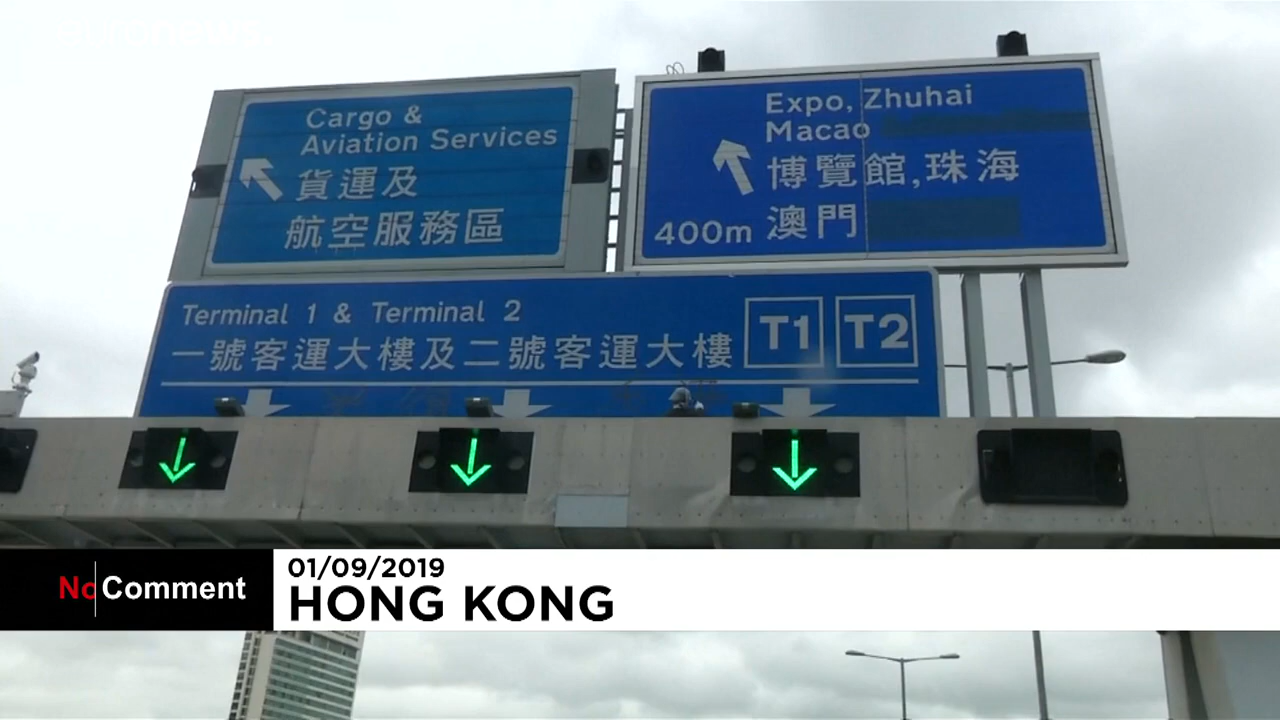 Cargo &
Aviation Services
貨運及
航空服務區
Expo, Zhuhai
Macao
博覽館,珠海
400m 澳門
Terminal 1 & Terminal 2
一號客運大樓及二號客運大樓
T1 T2
No Comment
01/09/2019
HONG KONG